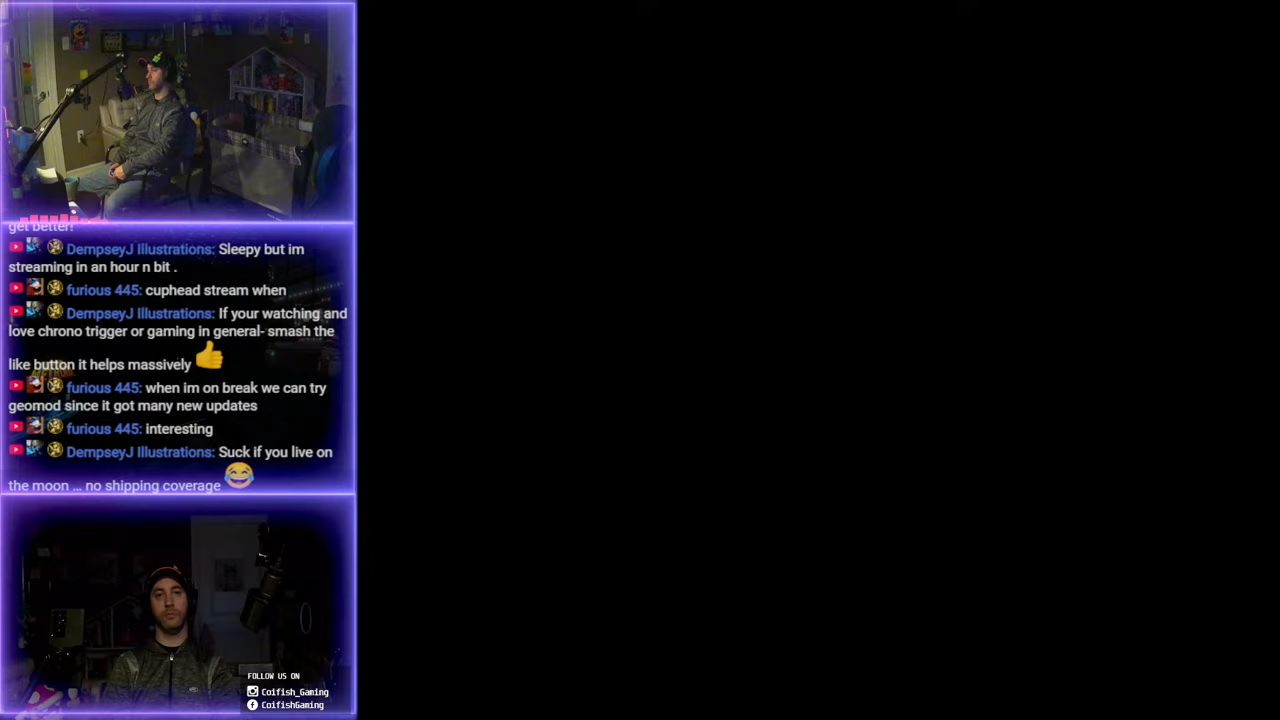 get better!
DempseyJ Illustrations: Sleepy but im
streaming in an hour n bit .
furious 445: cuphead stream when
DempseyJ Illustrations: If your watching and
love chrono trigger or gaming in general- smash the
like button it helps massively 👍
furious 445: when im on break we can try
geomod since it got many new updates
furious 445: interesting
DempseyJ Illustrations: Suck if you live on
the moon ... no shipping coverage 😂
FOLLOW US ON
Coifish_Gaming
CoifishGaming